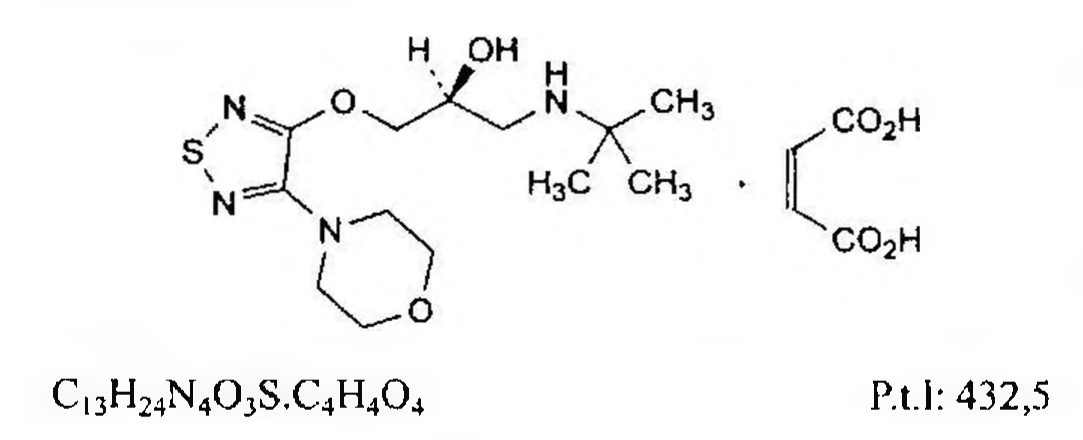 H OH
H
N
O
CH₃
N
S
N
H₃C CH₃
.
CO₂H
CO₂H
N
O
C₁₃H₂₄N₄O₃S.C₄H₄O₄ P.t.l: 432,5